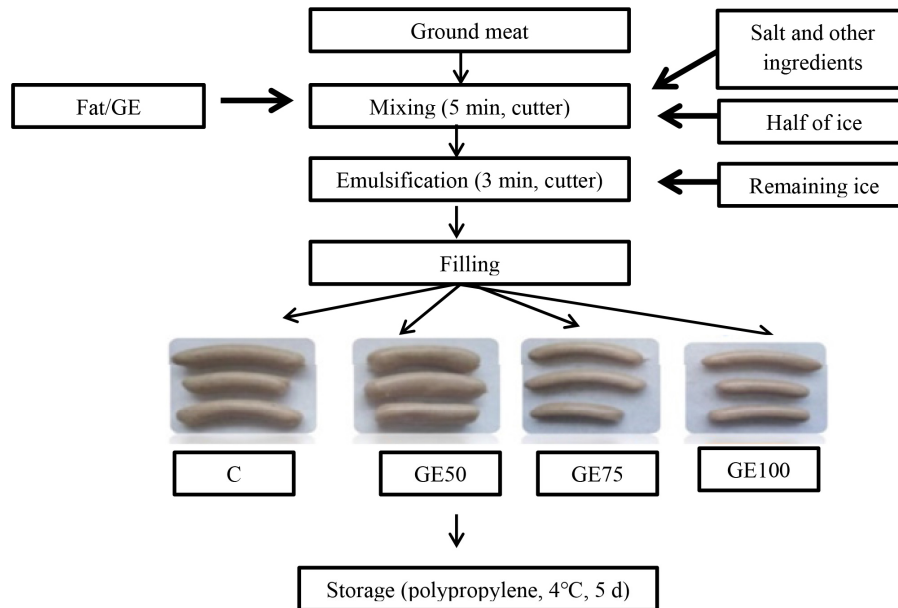 Ground meat
Salt and other
ingredients
Fat/GE
Mixing (5 min, cutter)
Half of ice
Emulsification (3 min, cutter)
Remaining ice
Filling
C
GE50
GE75
GE100
Storage (polypropylene, 4℃, 5 d)